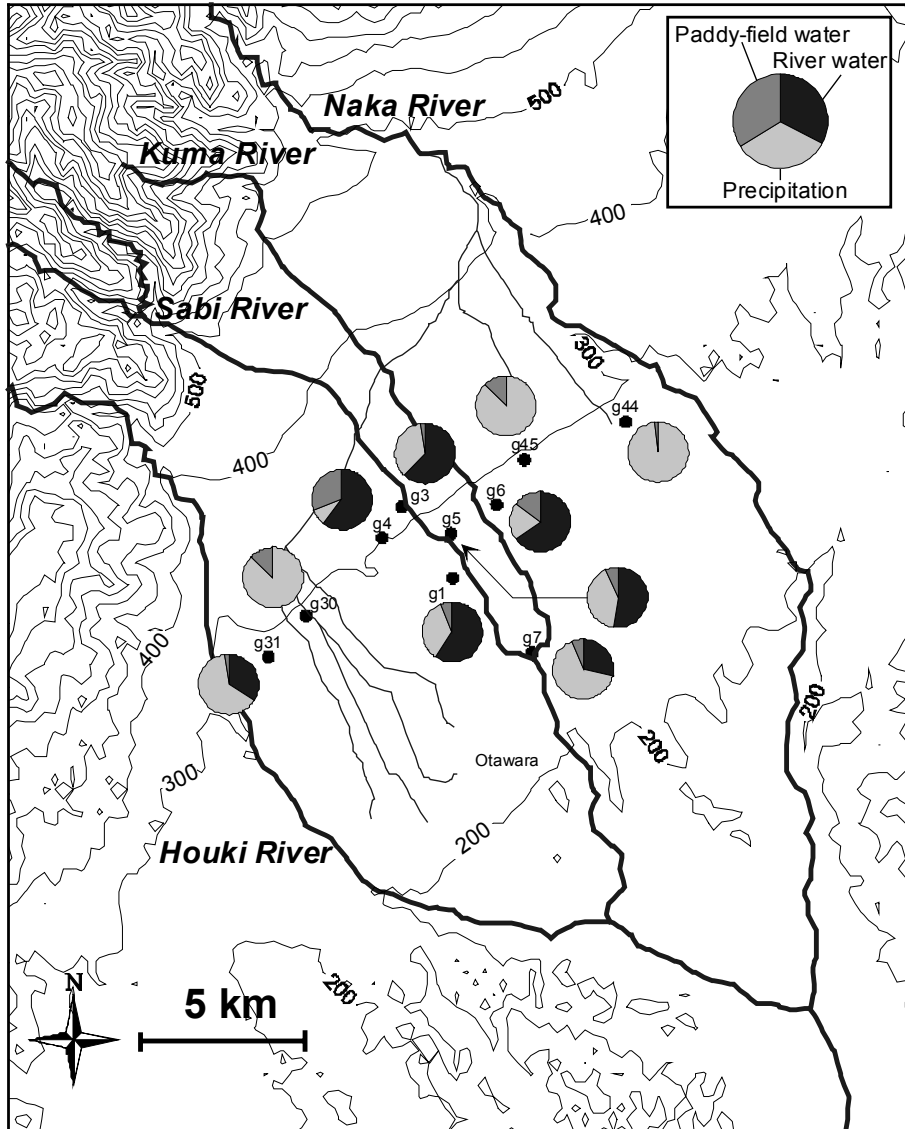 Paddy-field water
River water
Precipitation
500
Naka River
Kuma River
400
Sabi River
300
500
g44
400
g45
g3
g6
g4
g5
g1
g30
g7
g31
400
200
200
Otawara
300
200
Houki River
200
N
5 km